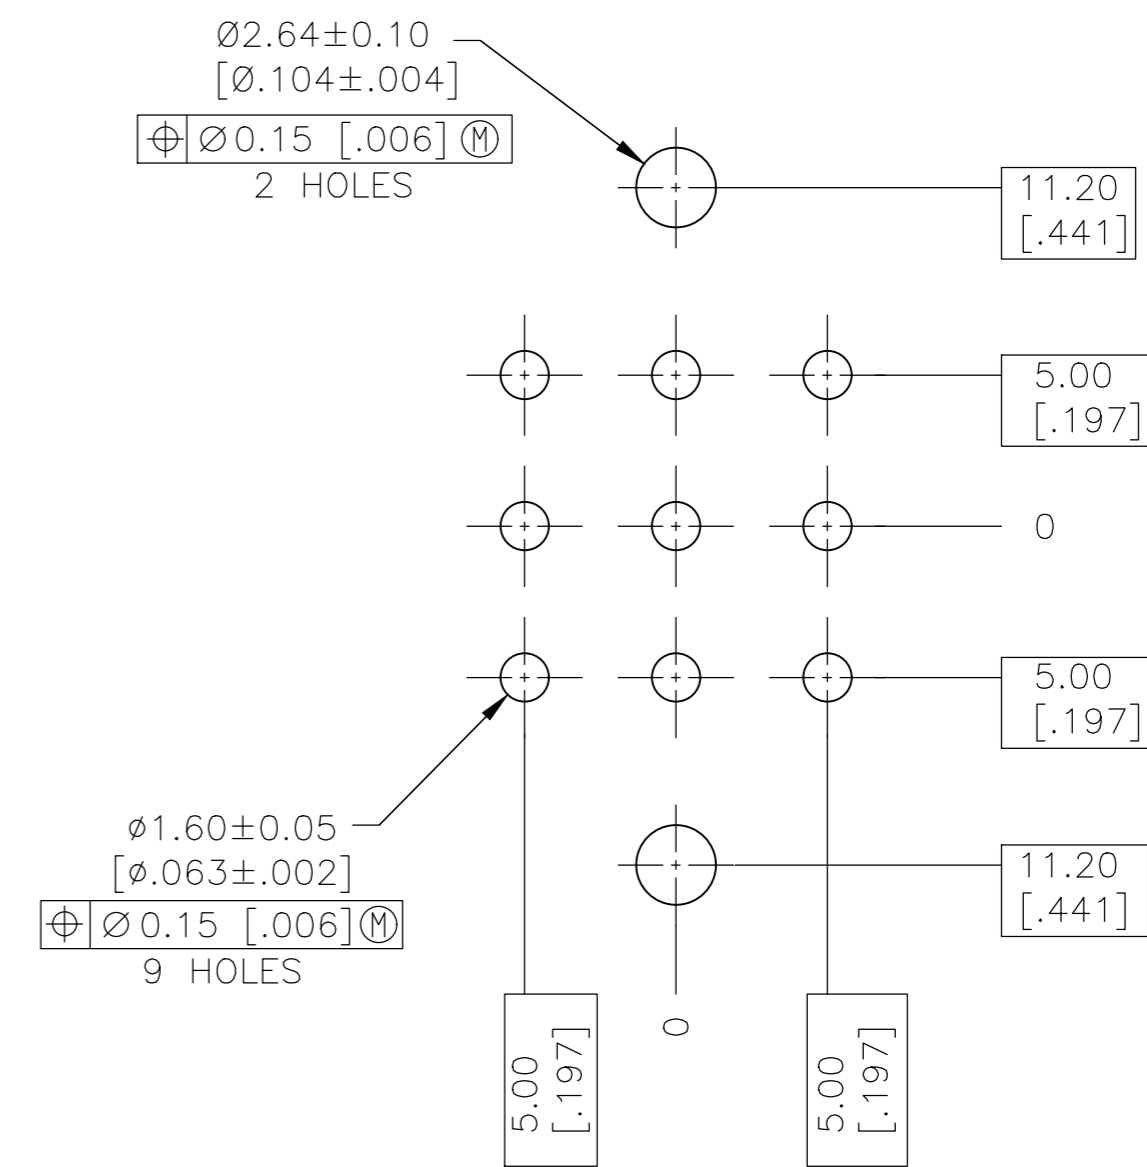 Ø2.64±0.10
[Ø.104±.004]
⌖ Ø0.15 [.006] Ⓜ
2 HOLES
11.20
[.441]
5.00
[.197]
0
5.00
[.197]
ø1.60±0.05
[ø.063±.002]
⌖ Ø0.15 [.006] Ⓜ
9 HOLES
11.20
[.441]
5.00
[.197]
0
5.00
[.197]